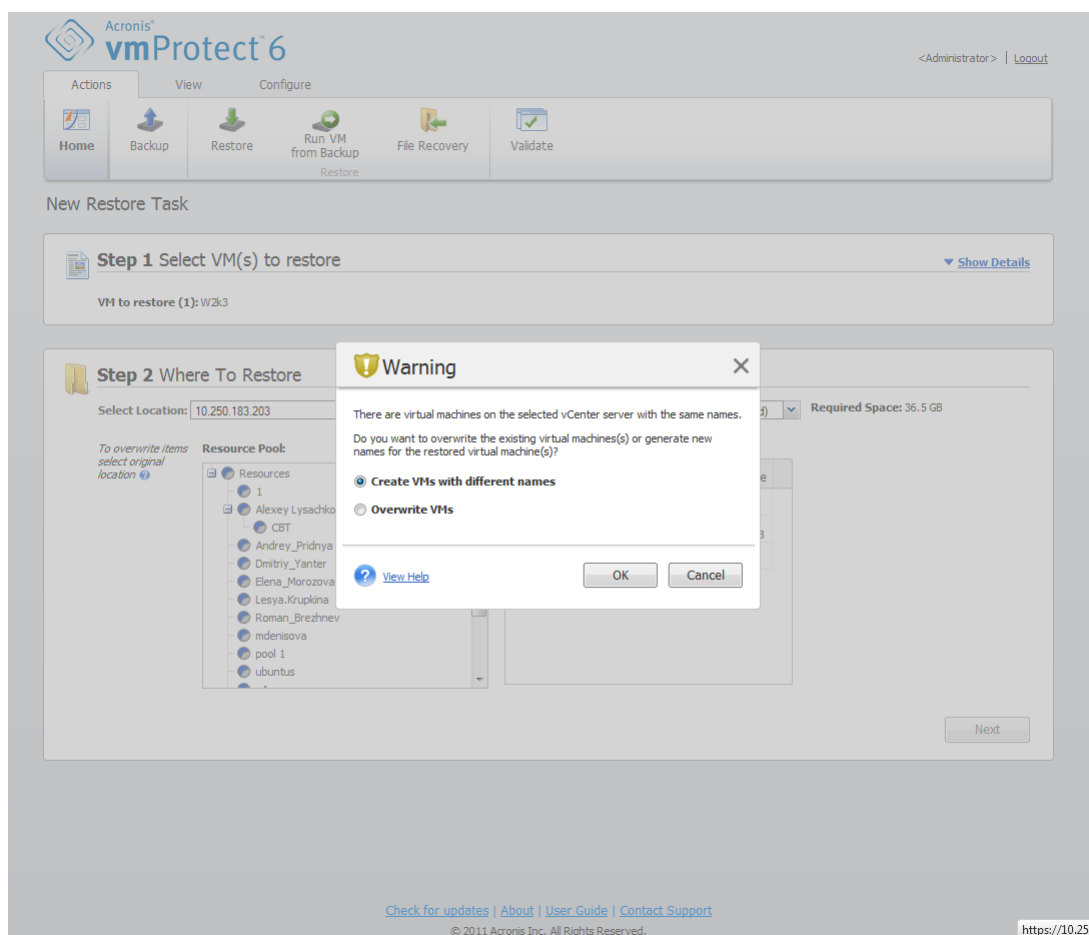 Acronis®
vmProtect™ 6
<Administrator> | Logout
Actions View Configure
Home Backup Restore Run VM from Backup File Recovery Validate
Restore
New Restore Task
Step 1 Select VM(s) to restore
Show Details
VM to restore (1): W2k3
Step 2 Where To Restore
Select Location: 10.250.183.203
d) Required Space: 36.5 GB
To overwrite items
select original
location
Resource Pool:
Resources
1
Alexey Lysachko
CBT
Andrey_Pridnya
Dmitriy_Yanter
Elena_Morozova
Lesya.Krupkina
Roman_Brezhnev
mdenisova
pool 1
ubuntus
e
3
Warning
There are virtual machines on the selected vCenter server with the same names.
Do you want to overwrite the existing virtual machines(s) or generate new
names for the restored virtual machine(s)?
Create VMs with different names
Overwrite VMs
View Help
OK Cancel
Next
Check for updates | About | User Guide | Contact Support
© 2011 Acronis Inc. All Rights Reserved.
https://10.25